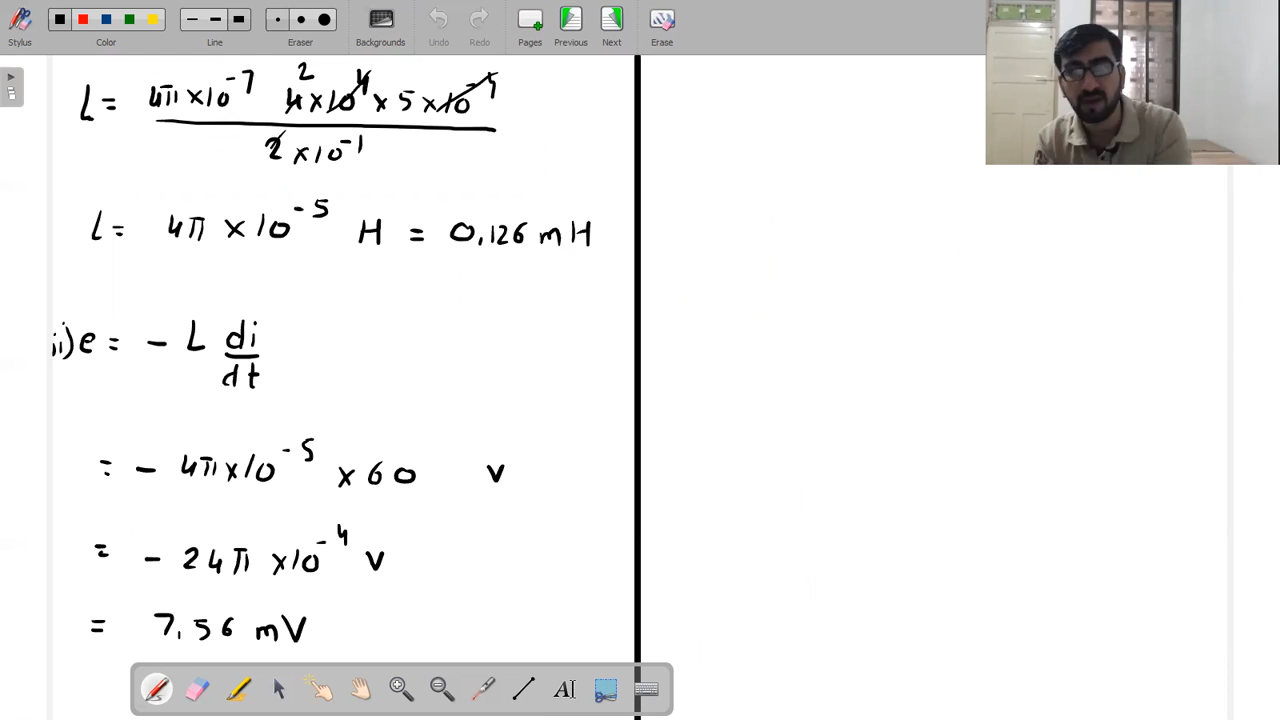 Stylus Color Line Eraser Backgrounds Undo Redo Pages Previous Next Erase
L = 4π×10⁻⁷ 4×10⁴ × 5×10⁻⁴ / 2×10⁻¹
2
L = 4π × 10⁻⁵ H = 0.126 mH
ii) e = - L di/dt
= - 4π×10⁻⁵ × 60 V
= - 24π ×10⁻⁴ V
= 7.56 mV
AI